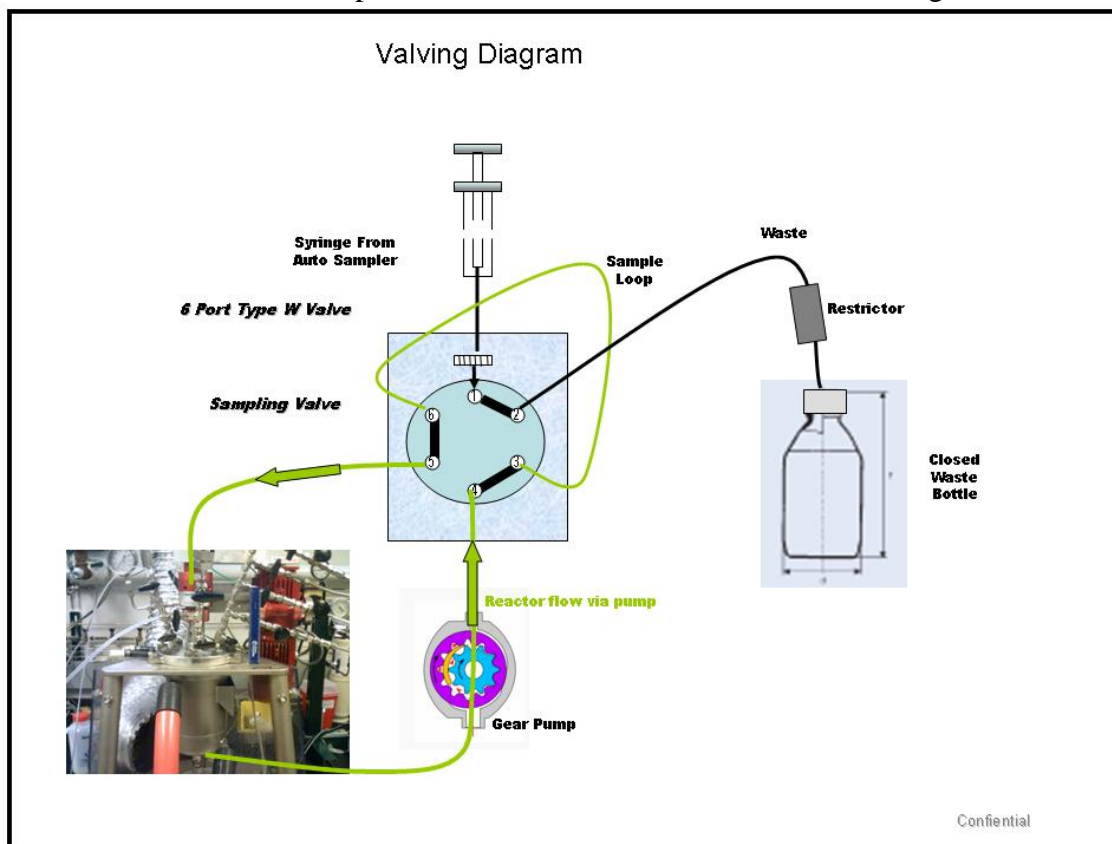 Valving Diagram
Syringe From
Auto Sampler
Waste
Sample
Loop
6 Port Type W Valve
Restrictor
Sampling Valve
1
2
6
5
3
4
Closed
Waste
Bottle
Reactor flow via pump
Gear Pump
Confiential